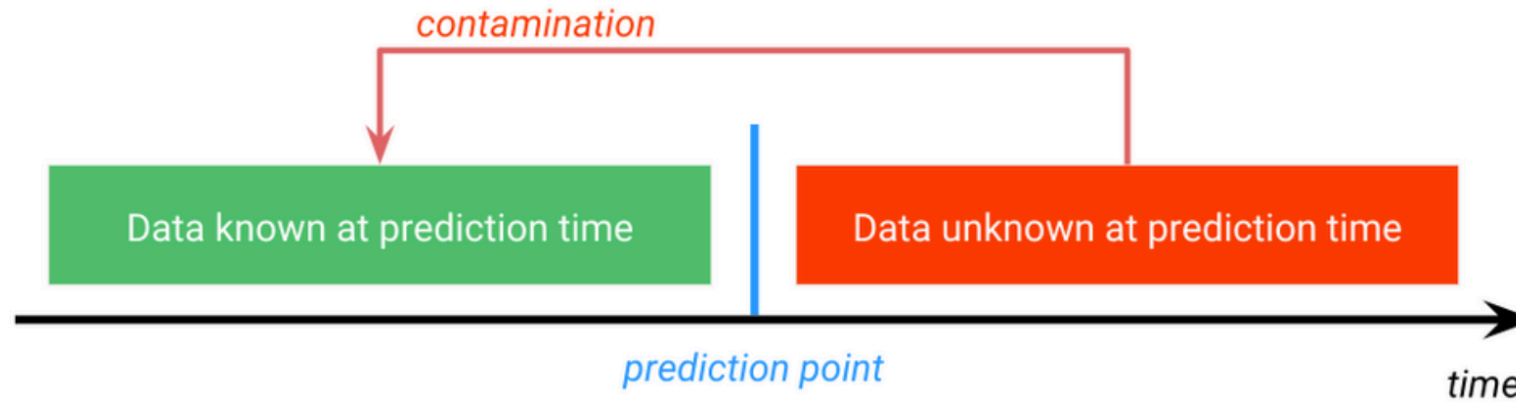 contamination
Data known at prediction time
Data unknown at prediction time
prediction point
time